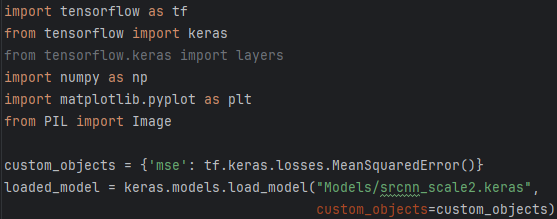 import tensorflow as tf
from tensorflow import keras
from tensorflow.keras import layers
import numpy as np
import matplotlib.pyplot as plt
from PIL import Image
custom_objects = {'mse': tf.keras.losses.MeanSquaredError()}
loaded_model = keras.models.load_model("Models/srcnn_scale2.keras",
custom_objects=custom_objects)